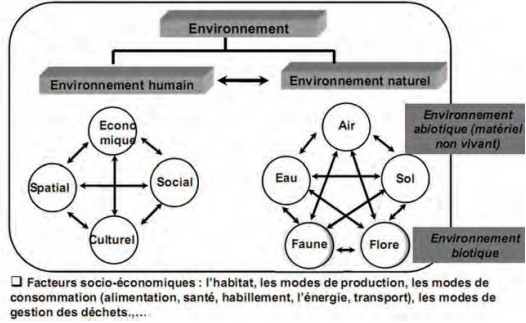 Environnement
Environnement humain
Environnement naturel
Econo
mique
Spatial
Social
Culturel
Air
Eau
Sol
Faune
Flore
Environnement
abiotique (matériel
non vivant)
Environnement
biotique
❑ Facteurs socio-économiques : l'habitat, les modes de production, les modes de
consommation (alimentation, santé, habillement, l'énergie, transport), les modes de
gestion des déchets.,…